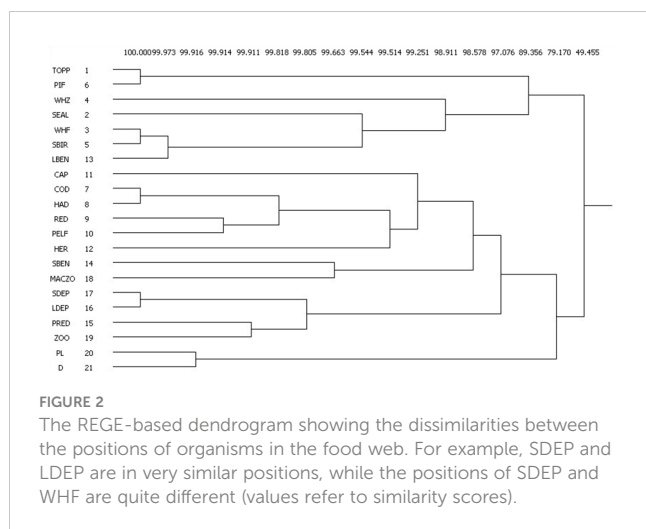 100.000 99.973 99.916 99.914 99.911 99.818 99.805 99.663 99.544 99.514 99.251 98.911 98.578 97.076 89.356 79.170 49.455
TOPP 1
PIF 6
WHZ 4
SEAL 2
WHF 3
SBIR 5
LBEN 13
CAP 11
COD 7
HAD 8
RED 9
PELF 10
HER 12
SBEN 14
MACZO 18
SDEP 17
LDEP 16
PRED 15
ZOO 19
PL 20
D 21
FIGURE 2
The REGE-based dendrogram showing the dissimilarities between
the positions of organisms in the food web. For example, SDEP and
LDEP are in very similar positions, while the positions of SDEP and
WHF are quite different (values refer to similarity scores).